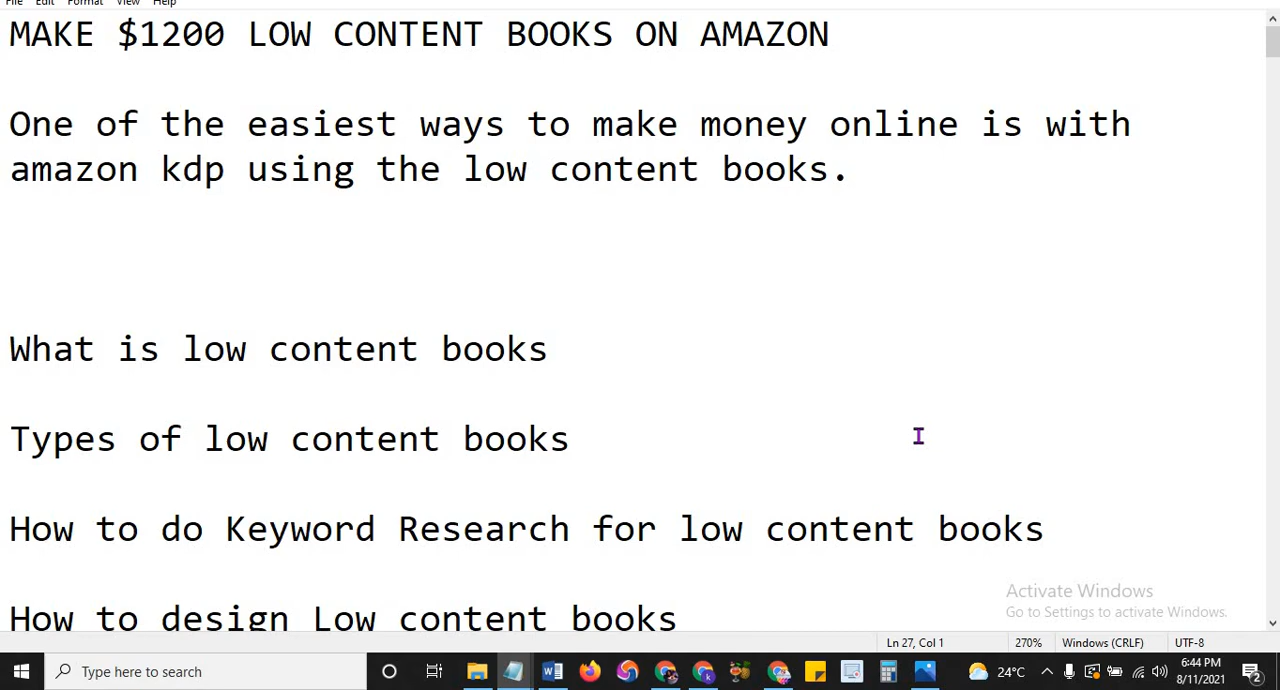 File Edit Format View Help
MAKE $1200 LOW CONTENT BOOKS ON AMAZON
One of the easiest ways to make money online is with
amazon kdp using the low content books.
What is low content books
Types of low content books
How to do Keyword Research for low content books
How to design Low content books
Activate Windows
Go to Settings to activate Windows.
Ln 27, Col 1 270% Windows (CRLF) UTF-8
Type here to search
24°C
6:44 PM
8/11/2021
2